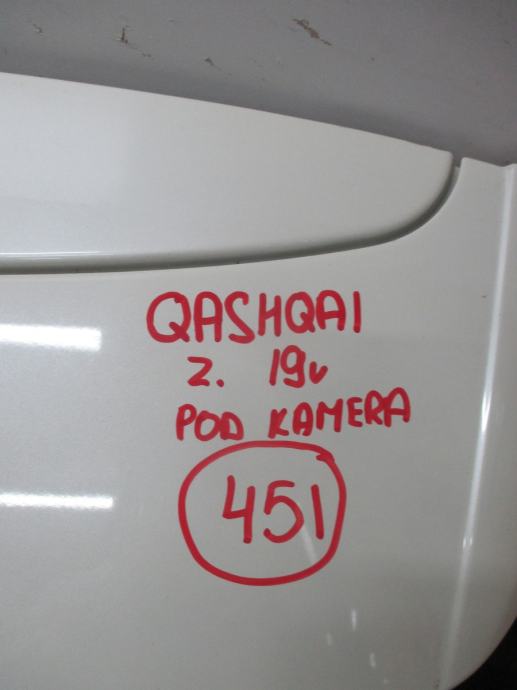 QASHQAI
2. 19v
POD KAMERA
451